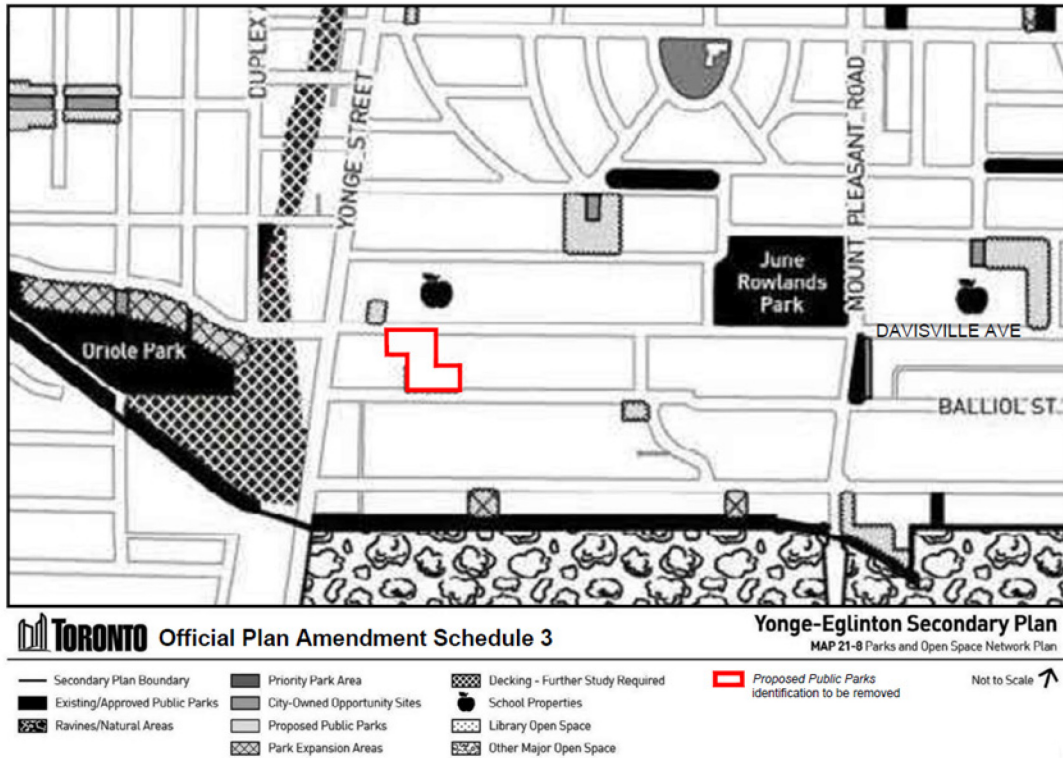 DUPLEX
YONGE STREET
MOUNT PLEASANT ROAD
June
Rowlands
Park
DAVISVILLE AVE
Oriole Park
BALLIOL ST.
TORONTO Official Plan Amendment Schedule 3
Yonge-Eglinton Secondary Plan
MAP 21-8 Parks and Open Space Network Plan
Secondary Plan Boundary
Existing/Approved Public Parks
Ravines/Natural Areas
Priority Park Area
City-Owned Opportunity Sites
Proposed Public Parks
Park Expansion Areas
Decking - Further Study Required
School Properties
Library Open Space
Other Major Open Space
Proposed Public Parks
identification to be removed
Not to Scale